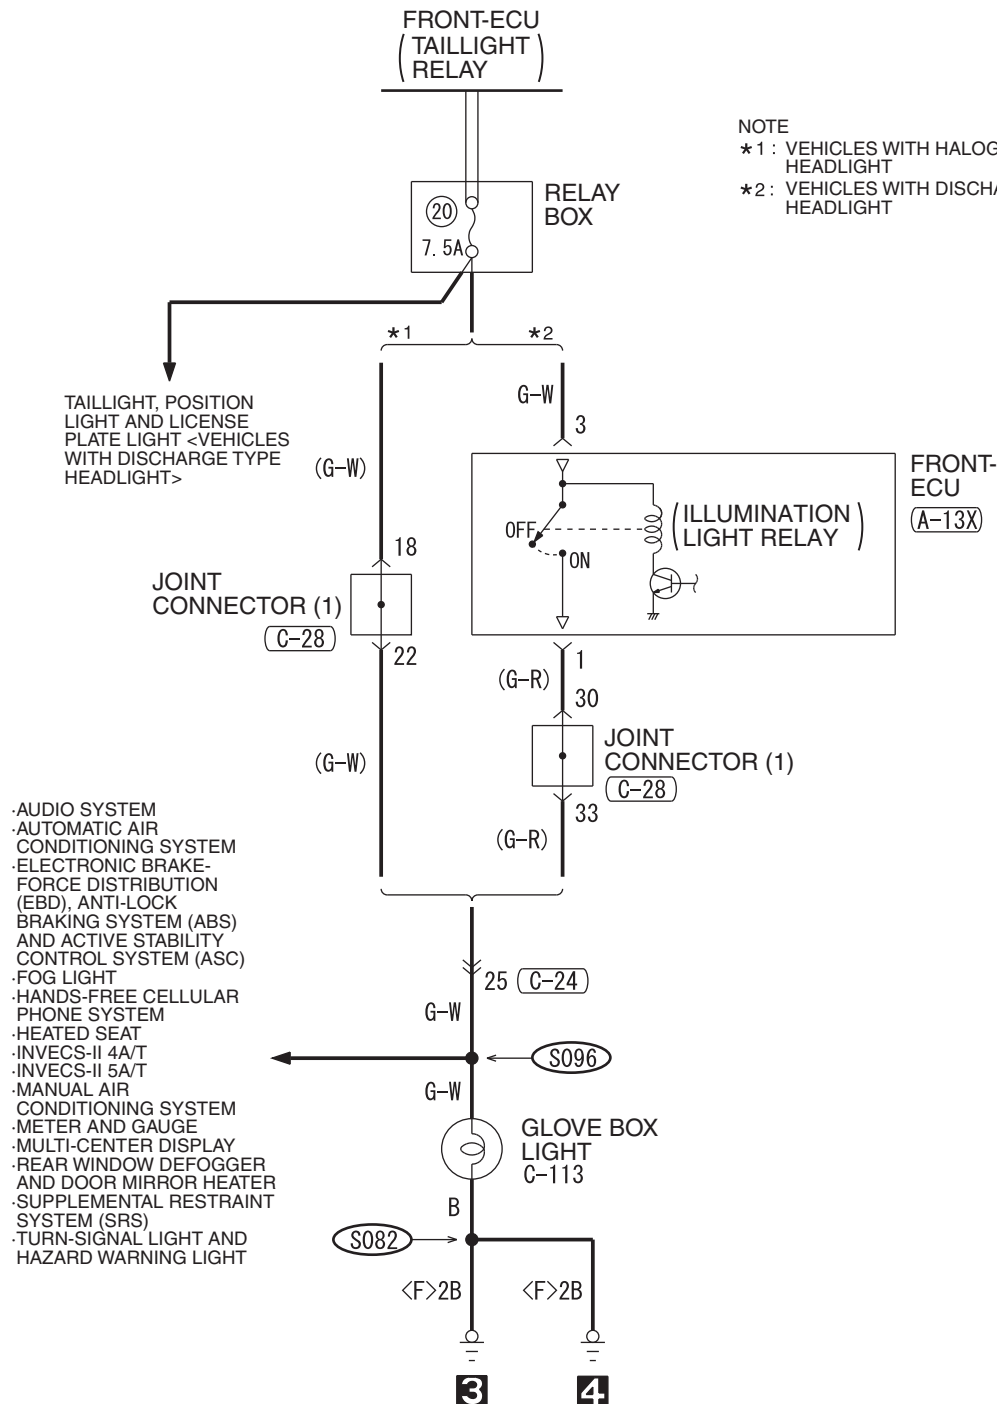 FRONT-ECU
(TAILLIGHT
RELAY)
NOTE
*1 : VEHICLES WITH HALOG
HEADLIGHT
*2 : VEHICLES WITH DISCHA
HEADLIGHT
RELAY
BOX
20
7.5A
*1
*2
TAILLIGHT, POSITION
LIGHT AND LICENSE
PLATE LIGHT <VEHICLES
WITH DISCHARGE TYPE
HEADLIGHT>
G-W
3
(G-W)
FRONT-
ECU
A-13X
OFF
ON
(ILLUMINATION
LIGHT RELAY)
18
JOINT
CONNECTOR (1)
C-28
22
1
(G-R)
30
(G-W)
JOINT
CONNECTOR (1)
C-28
33
(G-R)
·AUDIO SYSTEM
·AUTOMATIC AIR
CONDITIONING SYSTEM
·ELECTRONIC BRAKE-
FORCE DISTRIBUTION
(EBD), ANTI-LOCK
BRAKING SYSTEM (ABS)
AND ACTIVE STABILITY
CONTROL SYSTEM (ASC)
·FOG LIGHT
·HANDS-FREE CELLULAR
PHONE SYSTEM
·HEATED SEAT
·INVECS-II 4A/T
·INVECS-II 5A/T
·MANUAL AIR
CONDITIONING SYSTEM
·METER AND GAUGE
·MULTI-CENTER DISPLAY
·REAR WINDOW DEFOGGER
AND DOOR MIRROR HEATER
·SUPPLEMENTAL RESTRAINT
SYSTEM (SRS)
·TURN-SIGNAL LIGHT AND
HAZARD WARNING LIGHT
25 C-24
G-W
S096
G-W
GLOVE BOX
LIGHT
C-113
B
S082
<F>2B
<F>2B
3
4